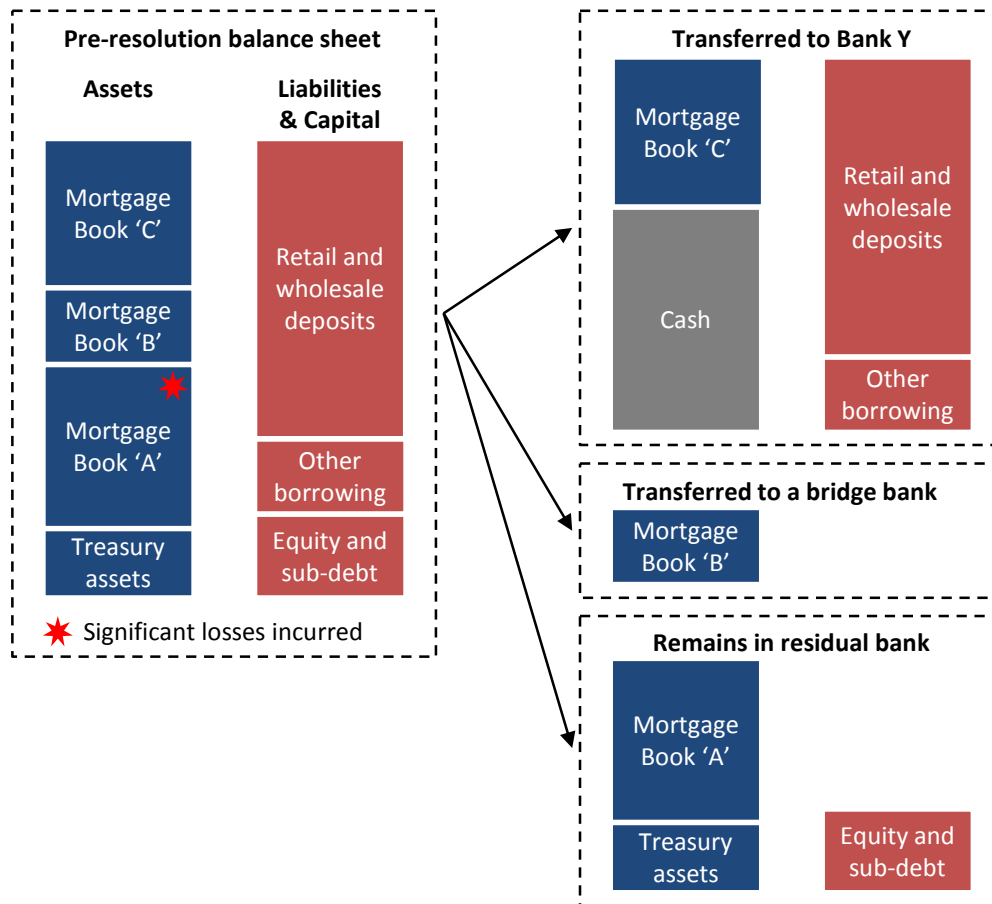 Pre-resolution balance sheet
Assets
Liabilities
& Capital
Mortgage
Book ‘C’
Mortgage
Book ‘B’
Mortgage
Book ‘A’
Treasury
assets
Retail and
wholesale
deposits
Other
borrowing
Equity and
sub-debt
Significant losses incurred
Transferred to Bank Y
Mortgage
Book ‘C’
Cash
Retail and
wholesale
deposits
Other
borrowing
Transferred to a bridge bank
Mortgage
Book ‘B’
Remains in residual bank
Mortgage
Book ‘A’
Treasury
assets
Equity and
sub-debt